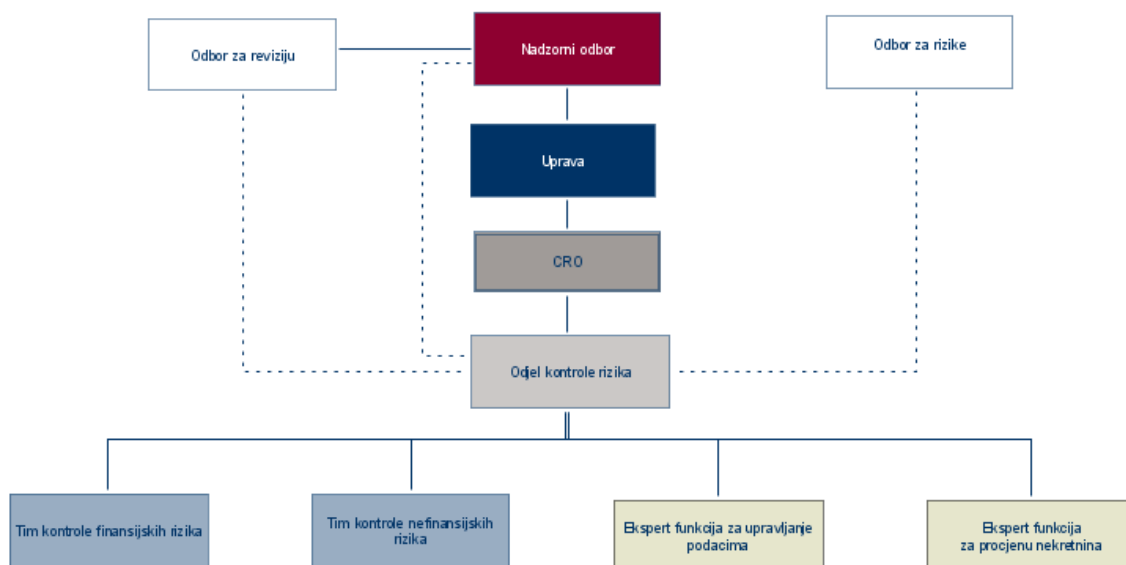 Odbor za reviziju
Nadzorni odbor
Odbor za rizike
Uprava
CRO
Odjel kontrole rizika
Tim kontrole finansijskih rizika
Tim kontrole nefinansijskih
rizika
Ekspert funkcija za upravljanje
podacima
Ekspert funkcija
za procjenu nekretnina